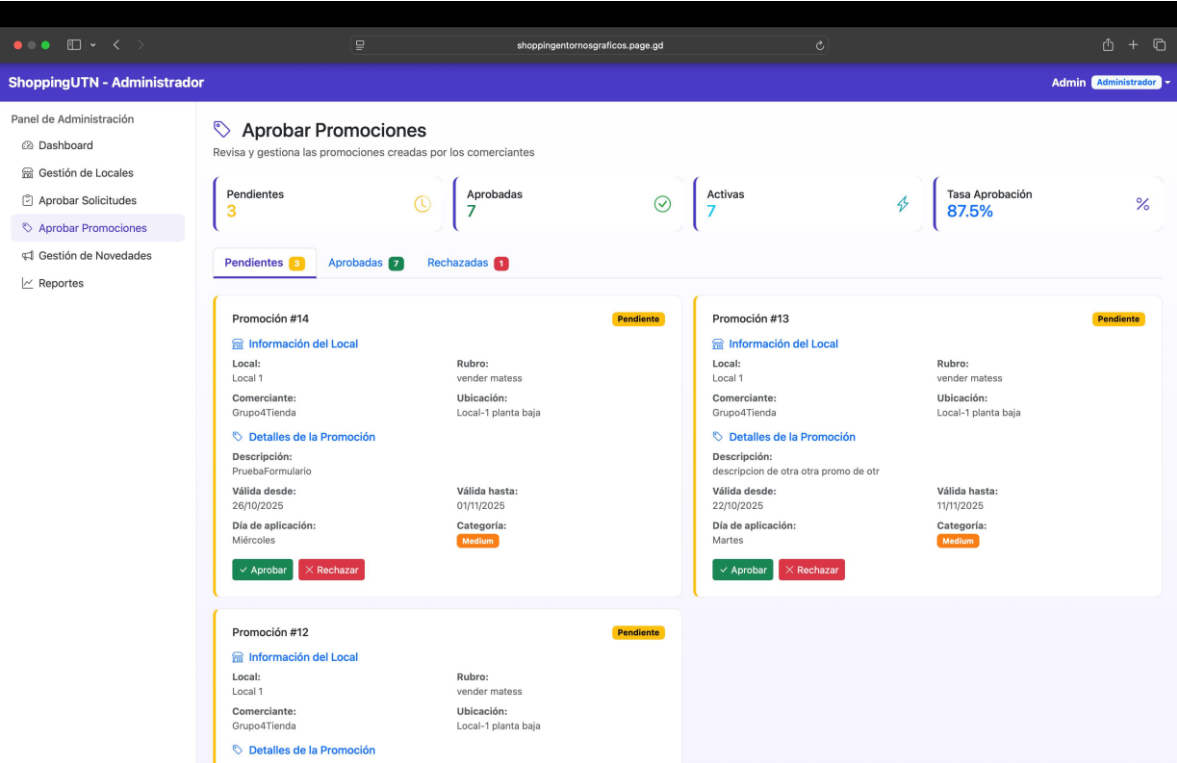 shoppingentornosgraficos.page.gd
ShoppingUTN - Administrador
Admin Administrador
Panel de Administración
Dashboard
Gestión de Locales
Aprobar Solicitudes
Aprobar Promociones
Gestión de Novedades
Reportes
Aprobar Promociones
Revisa y gestiona las promociones creadas por los comerciantes
Pendientes
3
Aprobadas
7
Activas
7
Tasa Aprobación
87.5%
%
Pendientes 3 Aprobadas 7 Rechazadas 1
Promoción #14 Pendiente
Información del Local
Local: Rubro:
Local 1 vender matess
Comerciante: Ubicación:
Grupo4Tienda Local-1 planta baja
Detalles de la Promoción
Descripción:
PruebaFormulario
Válida desde: Válida hasta:
26/10/2025 01/11/2025
Día de aplicación: Categoría:
Miércoles Medium
Aprobar Rechazar
Promoción #13 Pendiente
Información del Local
Local: Rubro:
Local 1 vender matess
Comerciante: Ubicación:
Grupo4Tienda Local-1 planta baja
Detalles de la Promoción
Descripción:
descripcion de otra otra promo de otr
Válida desde: Válida hasta:
22/10/2025 11/11/2025
Día de aplicación: Categoría:
Martes Medium
Aprobar Rechazar
Promoción #12 Pendiente
Información del Local
Local: Rubro:
Local 1 vender matess
Comerciante: Ubicación:
Grupo4Tienda Local-1 planta baja
Detalles de la Promoción